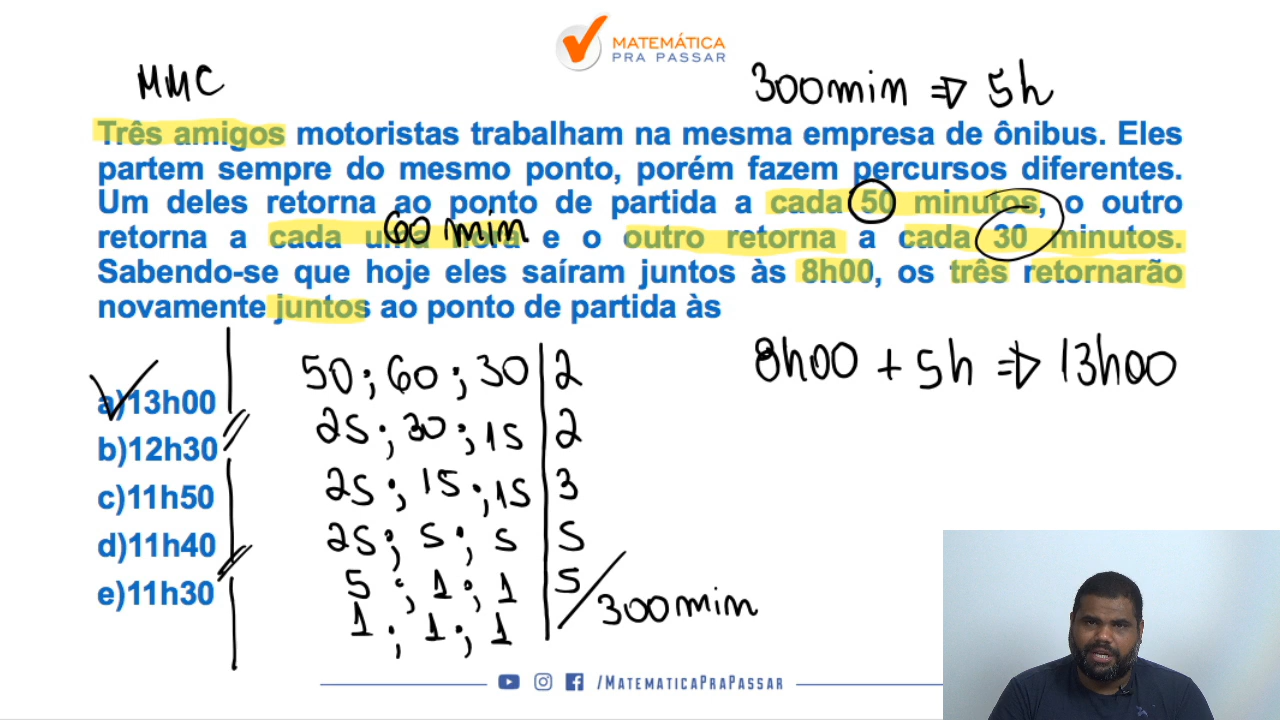 MATEMÁTICA
PRA PASSAR
MMC
300min ⇒ 5h
Três amigos motoristas trabalham na mesma empresa de ônibus. Eles
partem sempre do mesmo ponto, porém fazem percursos diferentes.
Um deles retorna ao ponto de partida a cada 50 minutos, o outro
60 min
retorna a cada uma hora e o outro retorna a cada 30 minutos.
Sabendo-se que hoje eles saíram juntos às 8h00, os três retornarão
novamente juntos ao ponto de partida às
a)13h00
b)12h30
c)11h50
d)11h40
e)11h30
50 ; 60 ; 30 | 2
25 ; 30 ; 15 | 2
25 ; 15 ; 15 | 3
25 ; 5 ; 5 | 5
5 ; 1 ; 1 | 5
1 ; 1 ; 1
300min
8h00 + 5h ⇒ 13h00
/MATEMATICAPRAPASSAR